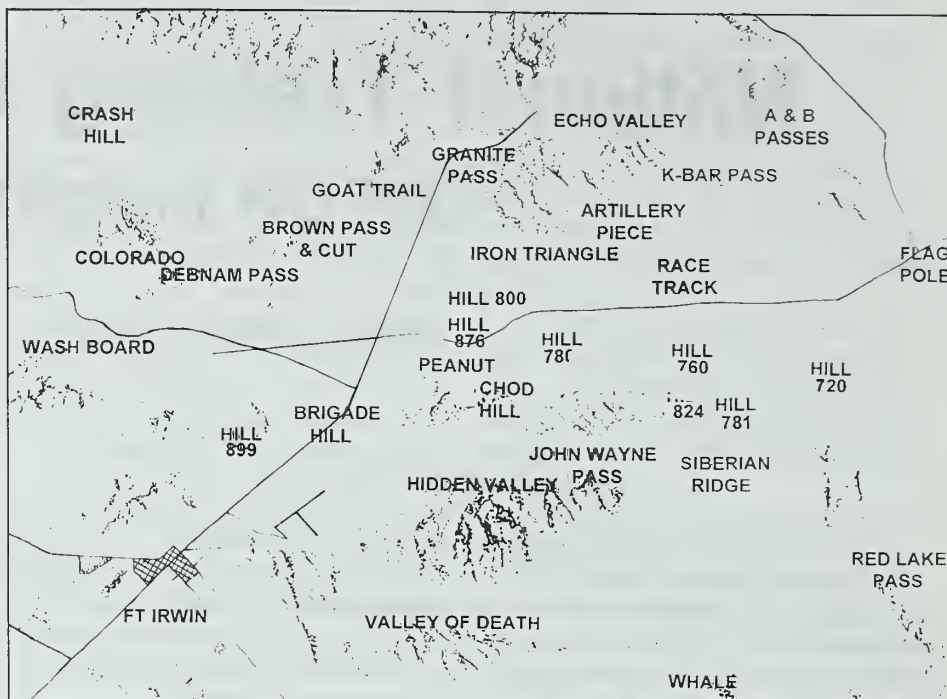 CRASH
HILL
ECHO VALLEY
A & B
PASSES
GRANITE
PASS
K-BAR PASS
GOAT TRAIL
ARTILLERY
PIECE
BROWN PASS
& CUT
IRON TRIANGLE
COLORADO
DEBNAM PASS
RACE
TRACK
FLAG
POLE
HILL 800
HILL
876
HILL
780
WASH BOARD
PEANUT
HILL
760
HILL
720
CHOD
HILL
824
HILL
781
BRIGADE
HILL
HILL
899
JOHN WAYNE
PASS
SIBERIAN
RIDGE
HIDDEN VALLEY
RED LAKE
PASS
FT IRWIN
VALLEY OF DEATH
WHALE